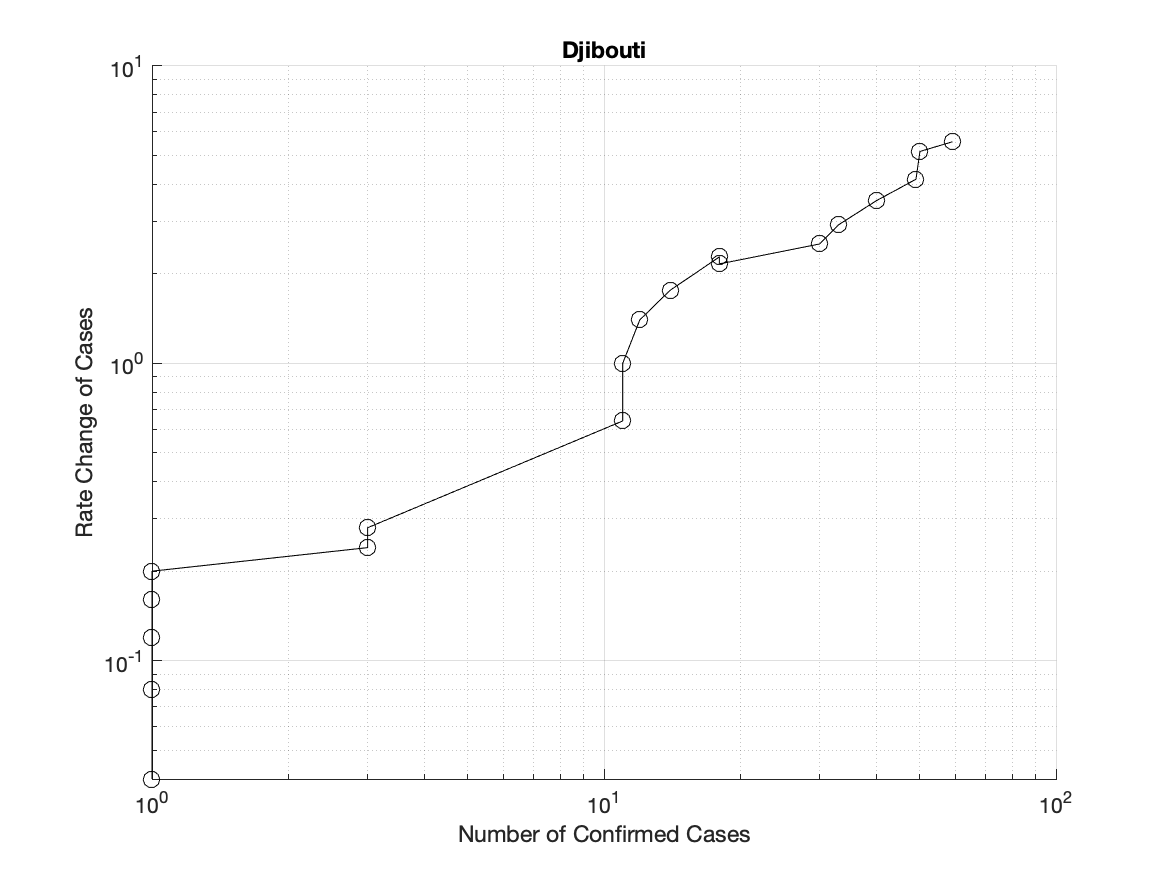 Djibouti
10^1
10^0
10^-1
Rate Change of Cases
10^0 10^1 10^2
Number of Confirmed Cases